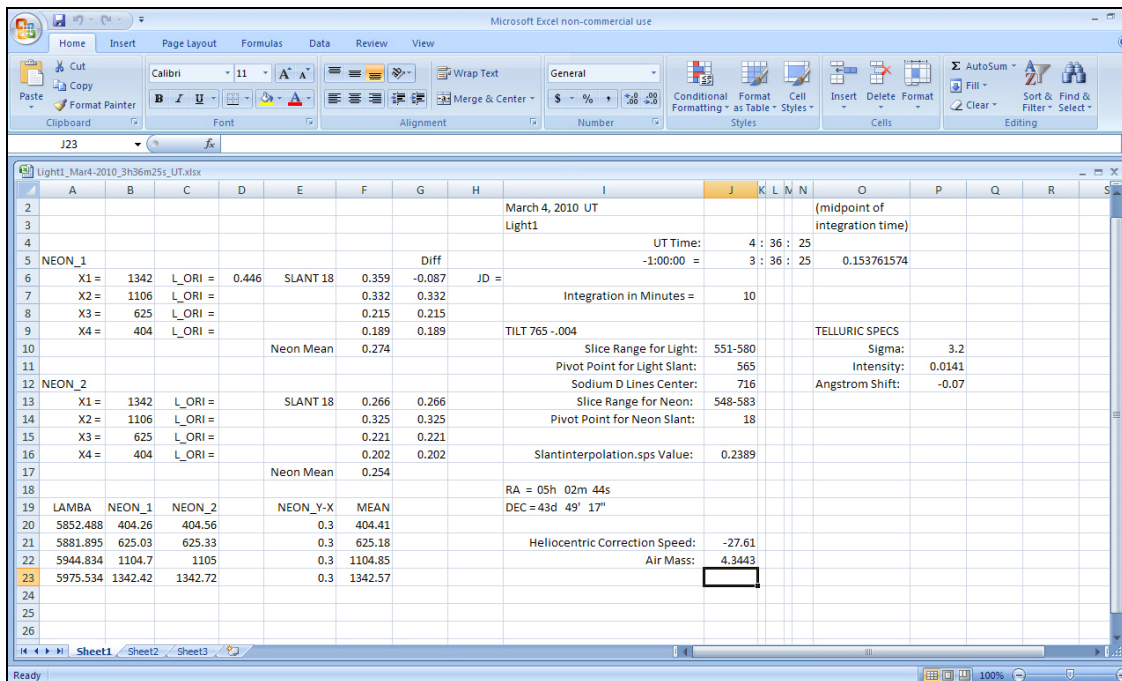 Microsoft Excel non-commercial use
Home Insert Page Layout Formulas Data Review View
Cut
Copy
Format Painter
Paste
Clipboard
Calibri 11
B I U
Font
Wrap Text
Merge & Center
Alignment
General
$ % ,
Number
Conditional Formatting
Format as Table
Cell Styles
Styles
Insert Delete Format
Cells
Σ AutoSum
Fill
Clear
Sort & Filter
Find & Select
Editing
J23 fx
Light1_Mar4-2010_3h36m25s_UT.xlsx
A B C D E F G H I J K L M N O P Q R S
2 March 4, 2010 UT (midpoint of
3 Light1 integration time)
4 UT Time: 4 : 36 : 25
5 NEON_1 Diff -1:00:00 = 3 : 36 : 25 0.153761574
6 X1 = 1342 L_ORI = 0.446 SLANT 18 0.359 -0.087 JD =
7 X2 = 1106 L_ORI = 0.332 0.332 Integration in Minutes = 10
8 X3 = 625 L_ORI = 0.215 0.215
9 X4 = 404 L_ORI = 0.189 0.189 TILT 765 -.004 TELLURIC SPECS
10 Neon Mean 0.274 Slice Range for Light: 551-580 Sigma: 3.2
11 Pivot Point for Light Slant: 565 Intensity: 0.0141
12 NEON_2 Sodium D Lines Center: 716 Angstrom Shift: -0.07
13 X1 = 1342 L_ORI = SLANT 18 0.266 0.266 Slice Range for Neon: 548-583
14 X2 = 1106 L_ORI = 0.325 0.325 Pivot Point for Neon Slant: 18
15 X3 = 625 L_ORI = 0.221 0.221
16 X4 = 404 L_ORI = 0.202 0.202 Slantinterpolation.sps Value: 0.2389
17 Neon Mean 0.254
18 RA = 05h 02m 44s
19 LAMBA NEON_1 NEON_2 NEON_Y-X MEAN DEC = 43d 49' 17"
20 5852.488 404.26 404.56 0.3 404.41
21 5881.895 625.03 625.33 0.3 625.18 Heliocentric Correction Speed: -27.61
22 5944.834 1104.7 1105 0.3 1104.85 Air Mass: 4.3443
23 5975.534 1342.42 1342.72 0.3 1342.57
24
25
26
Sheet1 Sheet2 Sheet3
Ready 100%